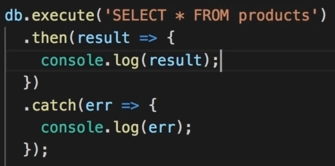 db.execute('SELECT * FROM products')
  .then(result => {
    console.log(result);
  })
  .catch(err => {
    console.log(err);
  });